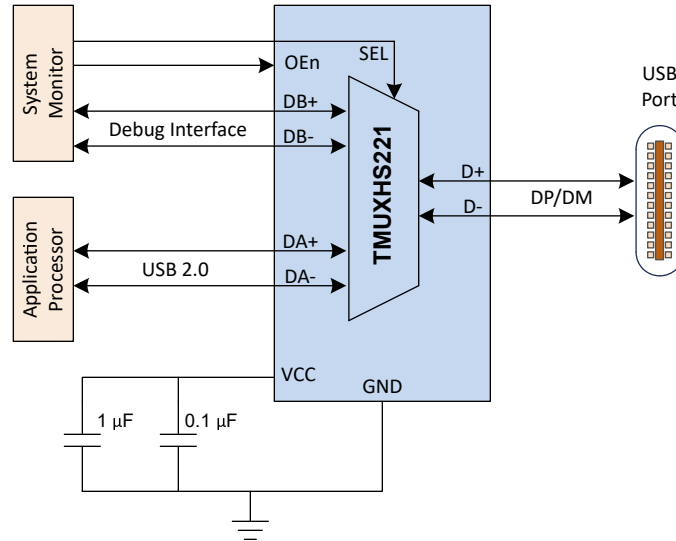 System
Monitor
SEL
OEn
DB+
Debug Interface
DB-
TMUXHS221
USB
Port
D+
DP/DM
D-
Application
Processor
DA+
USB 2.0
DA-
VCC
GND
1 µF
0.1 µF